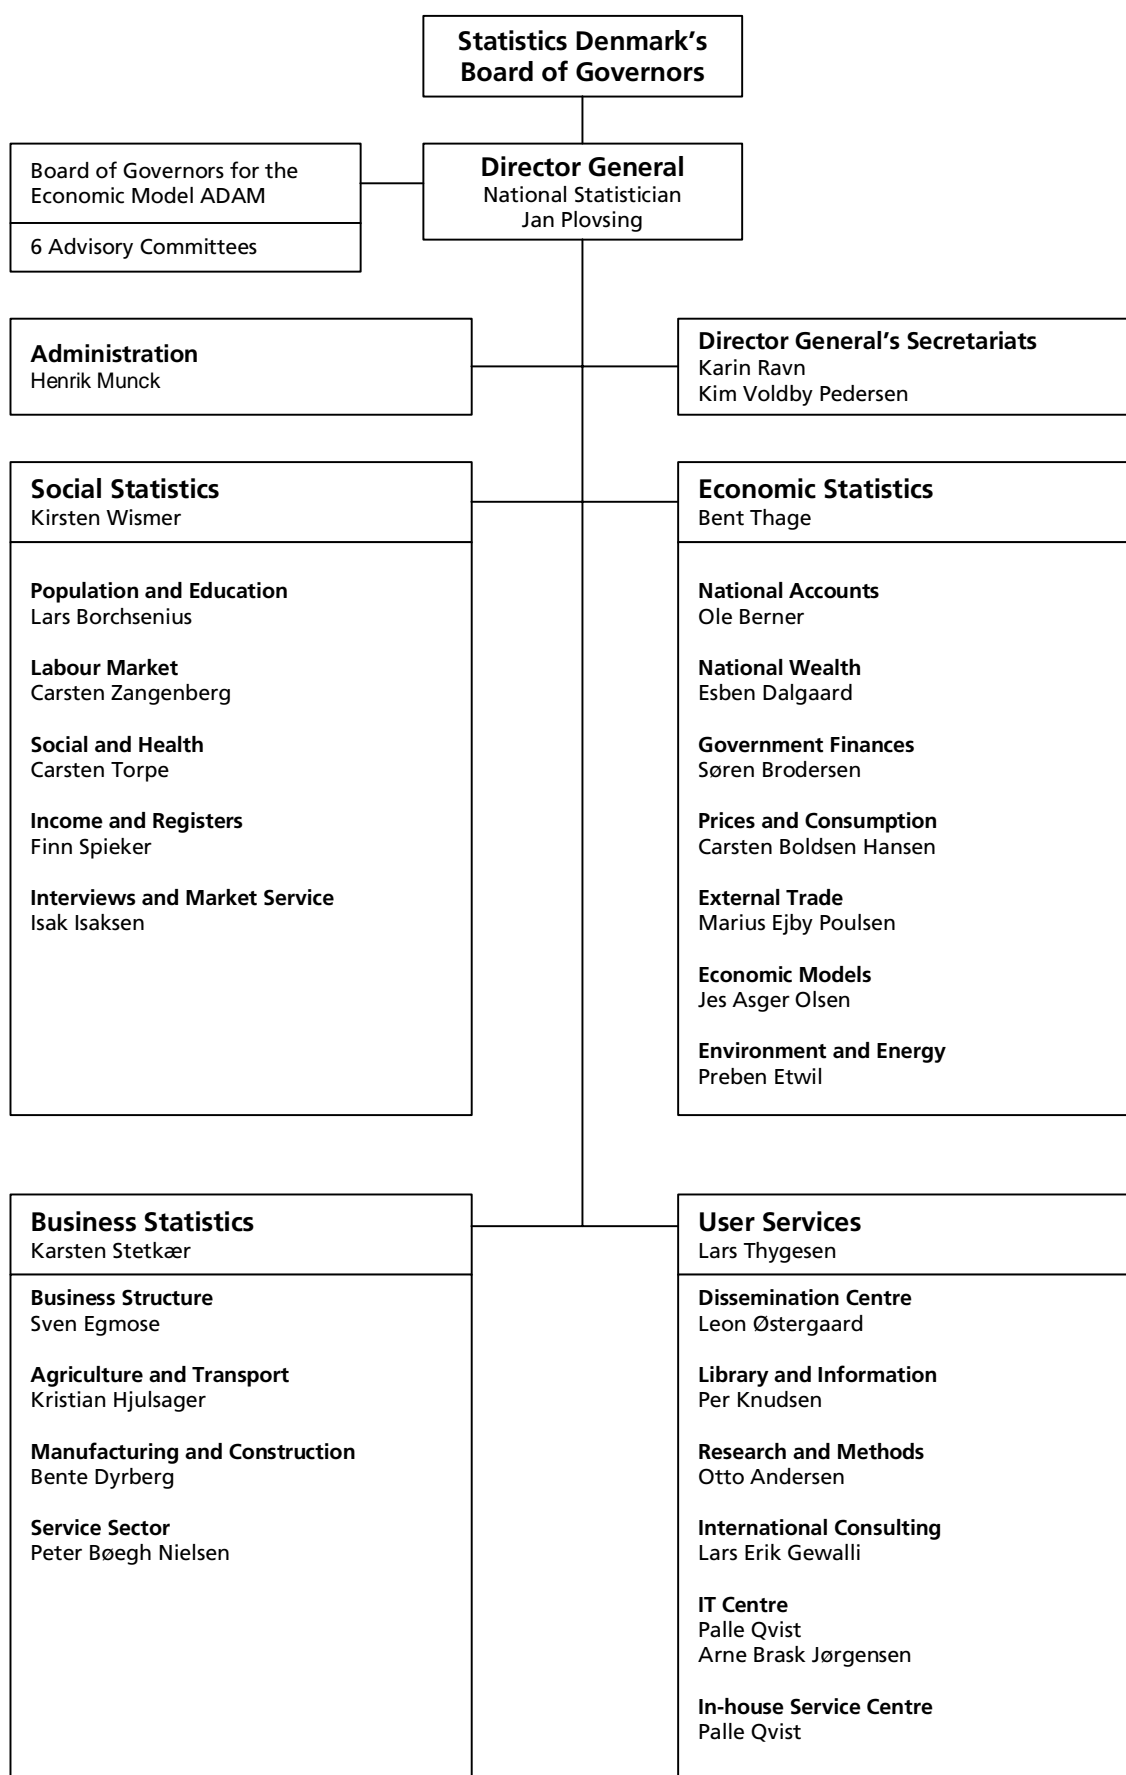 Statistics Denmark's
Board of Governors
Board of Governors for the
Economic Model ADAM
6 Advisory Committees
Director General
National Statistician
Jan Plovsing
Administration
Henrik Munck
Director General's Secretariats
Karin Ravn
Kim Voldby Pedersen
Social Statistics
Kirsten Wismer
Population and Education
Lars Borchsenius
Labour Market
Carsten Zangenberg
Social and Health
Carsten Torpe
Income and Registers
Finn Spieker
Interviews and Market Service
Isak Isaksen
Economic Statistics
Bent Thage
National Accounts
Ole Berner
National Wealth
Esben Dalgaard
Government Finances
Søren Brodersen
Prices and Consumption
Carsten Boldsen Hansen
External Trade
Marius Ejby Poulsen
Economic Models
Jes Asger Olsen
Environment and Energy
Preben Etwil
Business Statistics
Karsten Stetkær
Business Structure
Sven Egmose
Agriculture and Transport
Kristian Hjulsager
Manufacturing and Construction
Bente Dyrberg
Service Sector
Peter Bøegh Nielsen
User Services
Lars Thygesen
Dissemination Centre
Leon Østergaard
Library and Information
Per Knudsen
Research and Methods
Otto Andersen
International Consulting
Lars Erik Gewalli
IT Centre
Palle Qvist
Arne Brask Jørgensen
In-house Service Centre
Palle Qvist